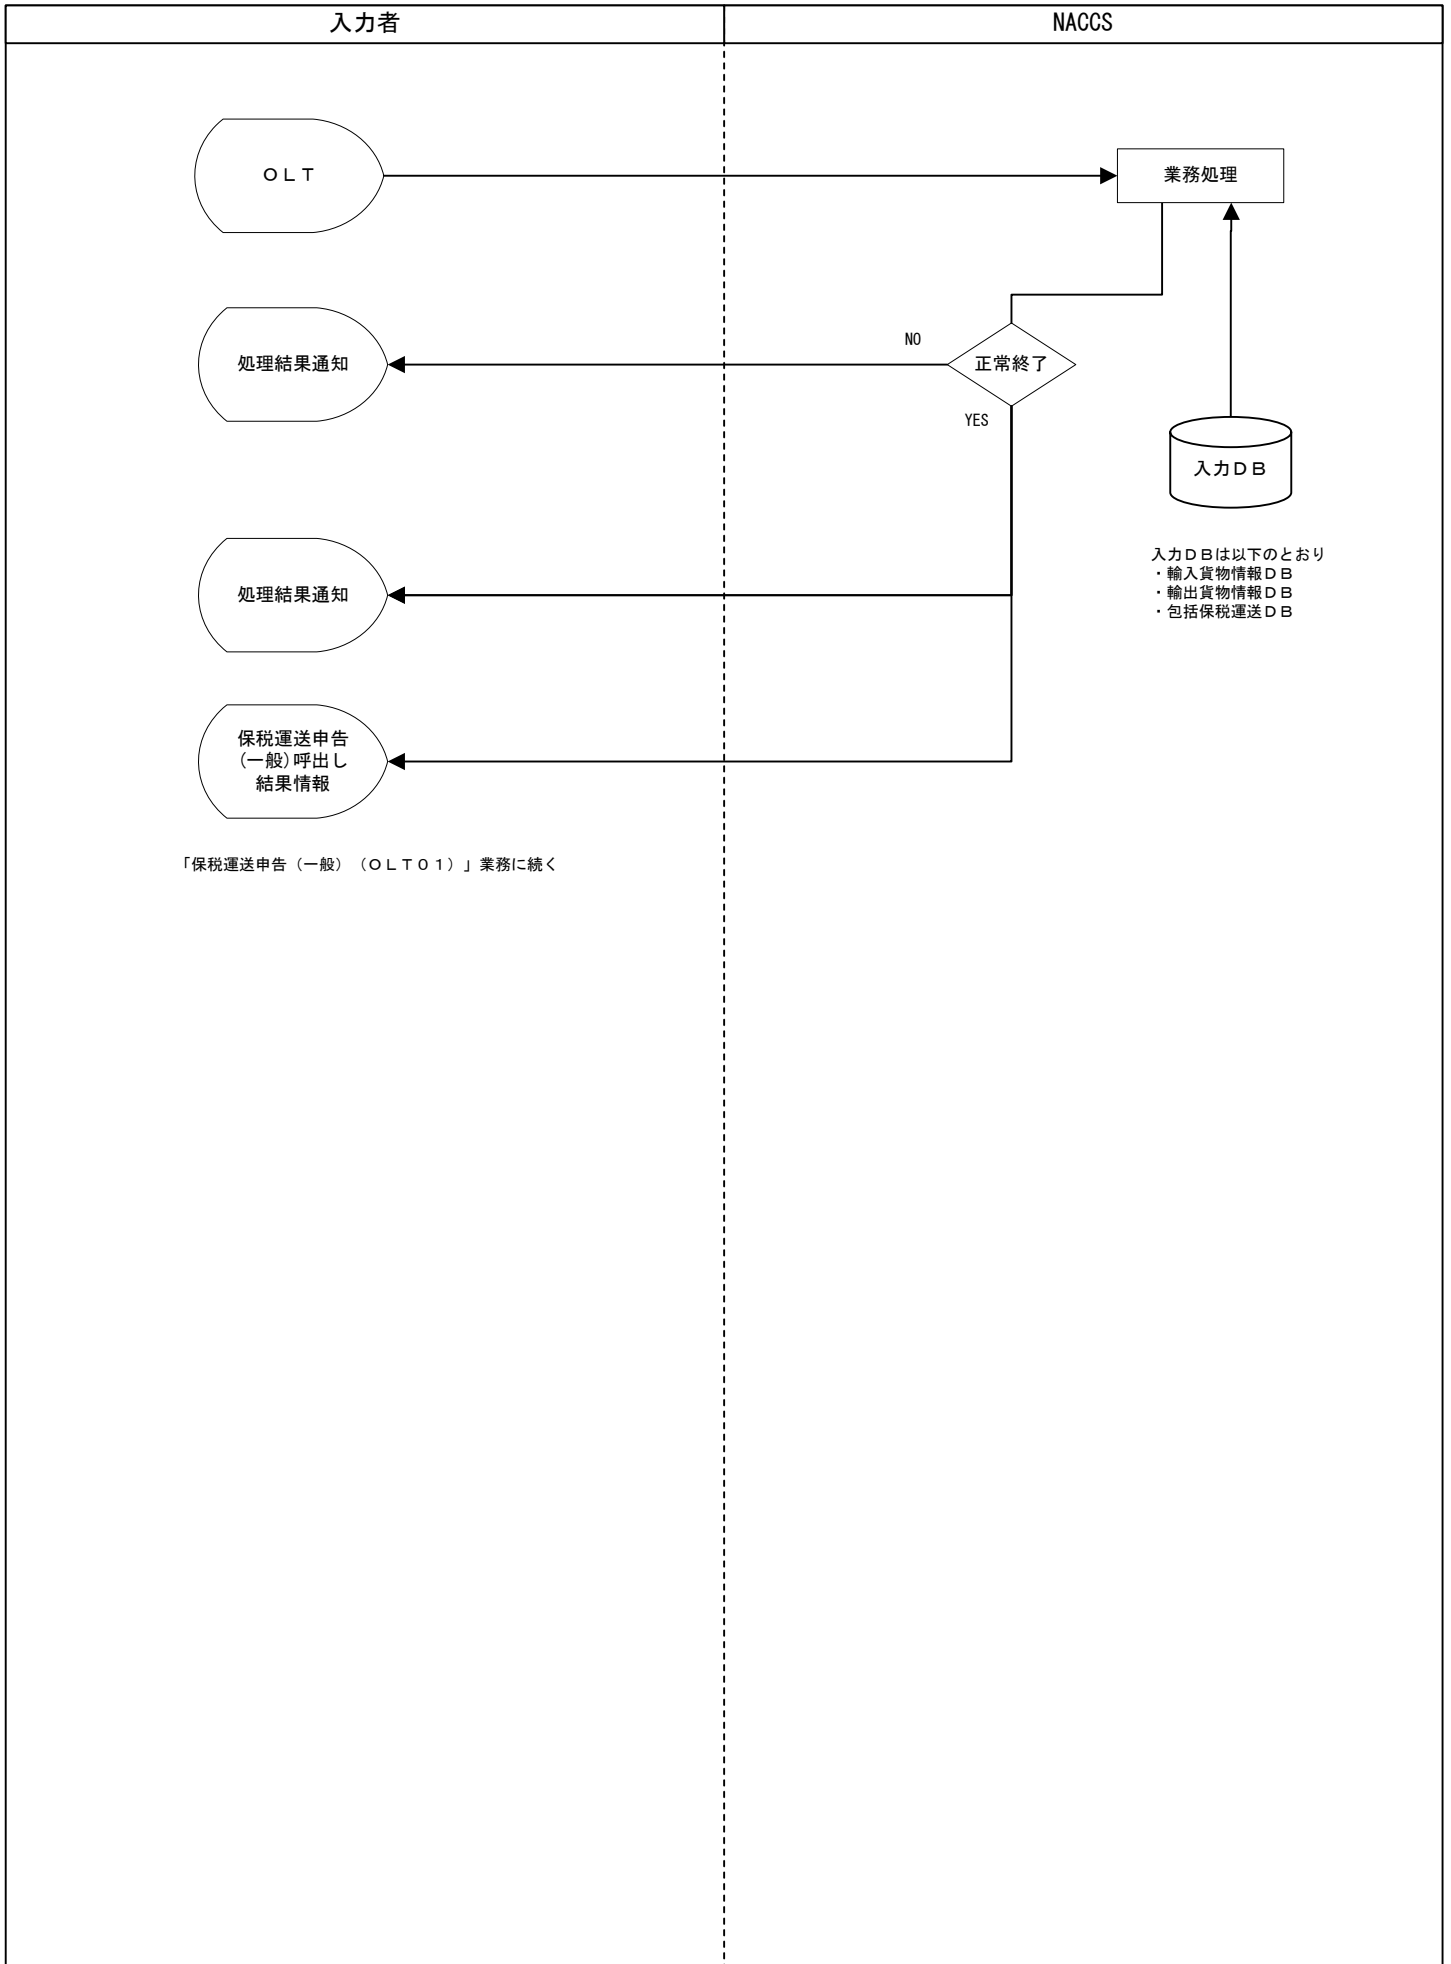 入力者
NACCS
ＯＬＴ
業務処理
処理結果通知
NO
正常終了
YES
入力ＤＢ
入力ＤＢは以下のとおり
・輸入貨物情報ＤＢ
・輸出貨物情報ＤＢ
・包括保税運送ＤＢ
処理結果通知
保税運送申告
(一般)呼出し
結果情報
「保税運送申告（一般）（ＯＬＴ０１）」業務に続く